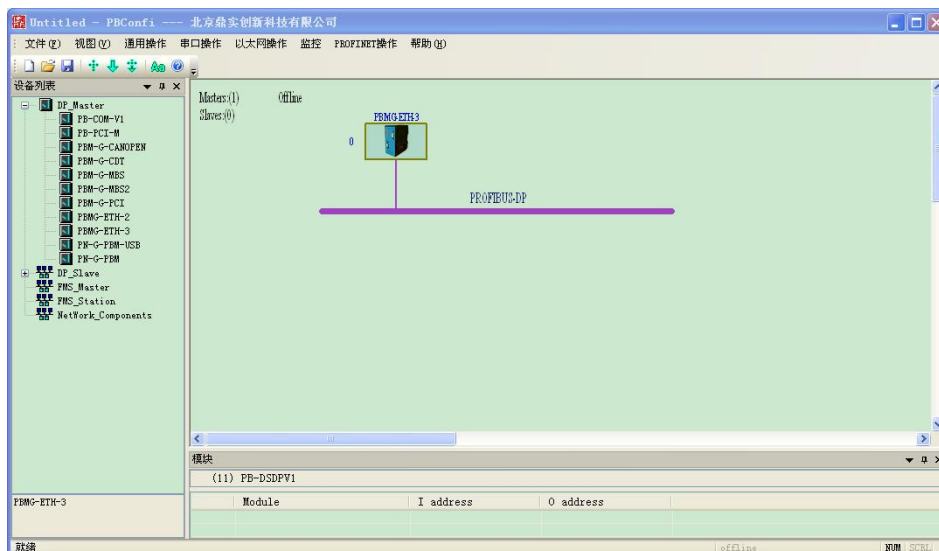 Untitled - PBConfi --- 北京鼎实创新科技有限公司
文件(F) 视图(V) 通用操作 串口操作 以太网操作 监控 PROFINET操作 帮助(H)
设备列表
Masters:(1) Offline
Slaves:(0)
DP_Master
PB-COM-V1
PB-PCI-M
PBM-G-CANOPEN
PBM-G-CDT
PBM-G-MBS
PBM-G-MBS2
PBM-G-PCI
PBMG-ETH-2
PBMG-ETH-3
PN-G-PBM-USB
PN-G-PBM
DP_Slave
FMS_Master
FMS_Station
NetWork_Components
PBMG-ETH-3
0
PROFIBUS-DP
模块
(11) PB-DSDPV1
Module I address O address
PBMG-ETH-3
就绪 offline NUM SCRL